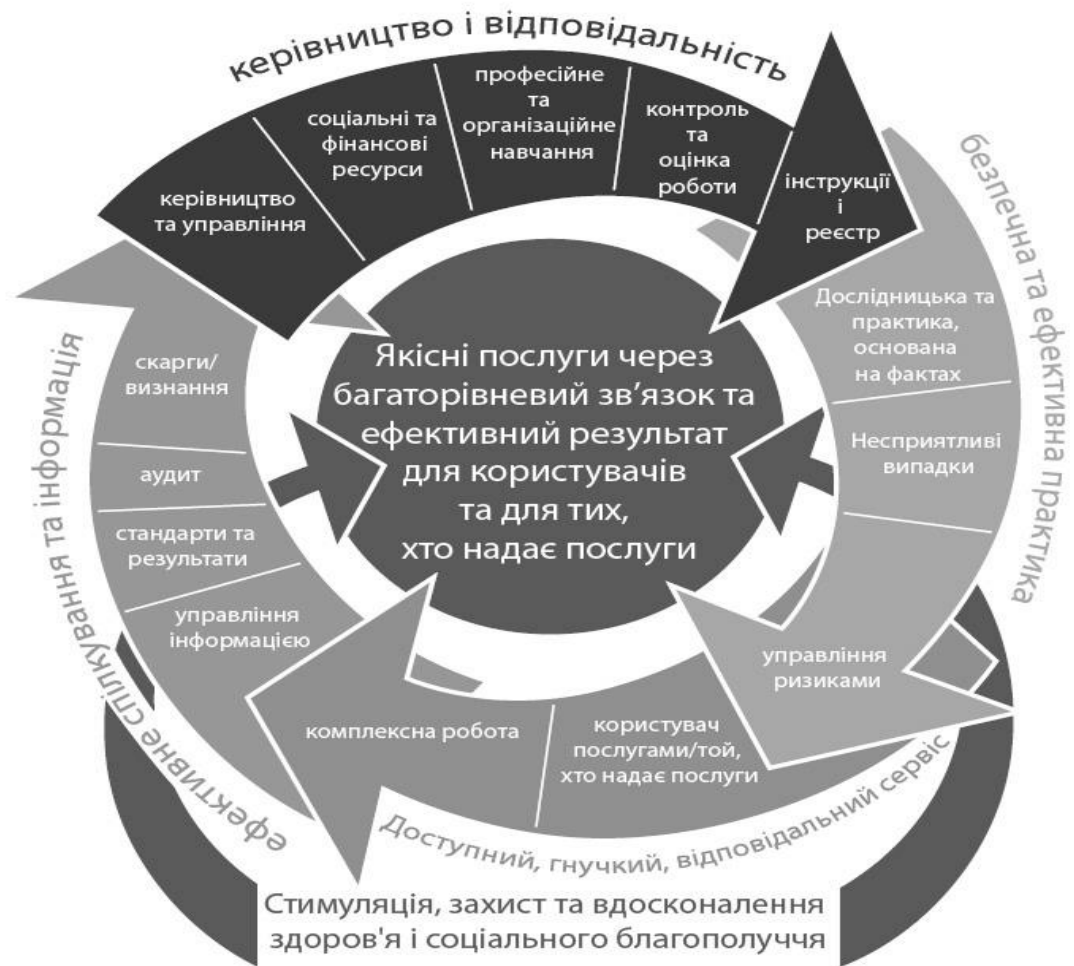 керівництво і відповідальність
керівництво
та управління
соціальні та
фінансові
ресурси
професійне
та
організаційне
навчання
контроль
та
оцінка
роботи
інструкції
і
реєстр
безпечна та ефективна практика
Дослідницька та
практика,
основана
на фактах
Несприятливі
випадки
управління
ризиками
Якісні послуги через
багаторівневий зв’язок та
ефективний результат
для користувачів
та для тих,
хто надає послуги
Доступний, гнучкий, відповідальний сервіс
користувач
послугами/той,
хто надає послуги
комплексна робота
ефективне спілкування та інформація
управління
інформацією
стандарти та
результати
аудит
скарги/
визнання
Стимуляція, захист та вдосконалення
здоров'я і соціального благополуччя